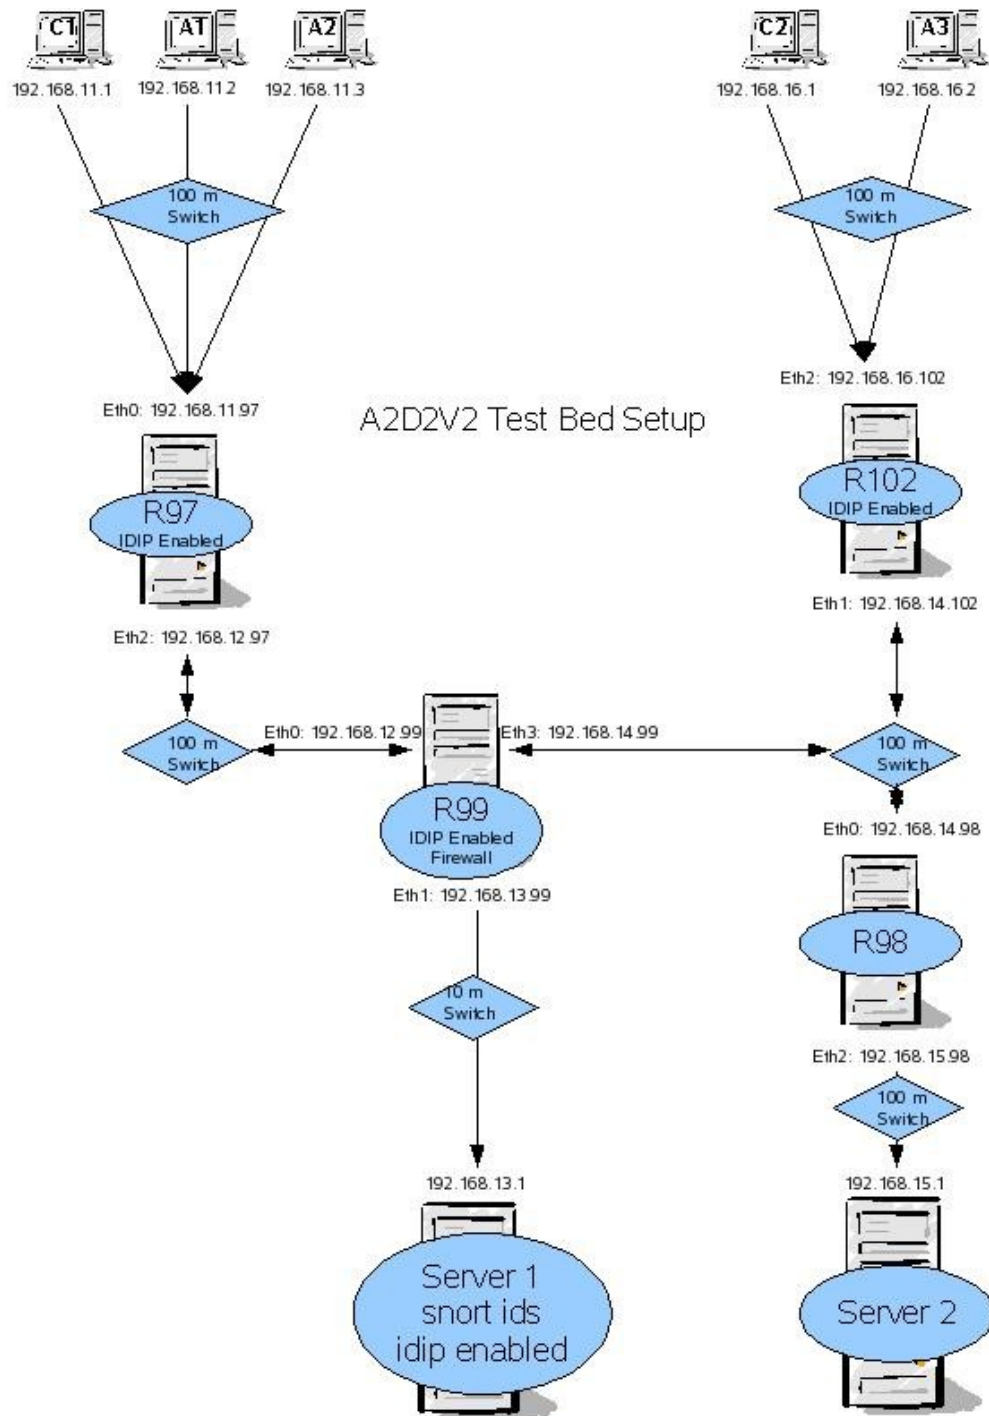 C1
A1
A2
C2
A3
192.168.11.1
192.168.11.2
192.168.11.3
192.168.16.1
192.168.16.2
100 m
Switch
100 m
Switch
Eth0: 192.168.11.97
Eth2: 192.168.16.102
A2D2V2 Test Bed Setup
R97
IDIP Enabled
R102
IDIP Enabled
Eth2: 192.168.12.97
Eth1: 192.168.14.102
100 m
Switch
Eth0: 192.168.12.99
Eth3: 192.168.14.99
100 m
Switch
R99
IDIP Enabled
Firewall
Eth0: 192.168.14.98
Eth1: 192.168.13.99
R98
10 m
Switch
Eth2: 192.168.15.98
100 m
Switch
192.168.13.1
192.168.15.1
Server 1
snort ids
idip enabled
Server 2